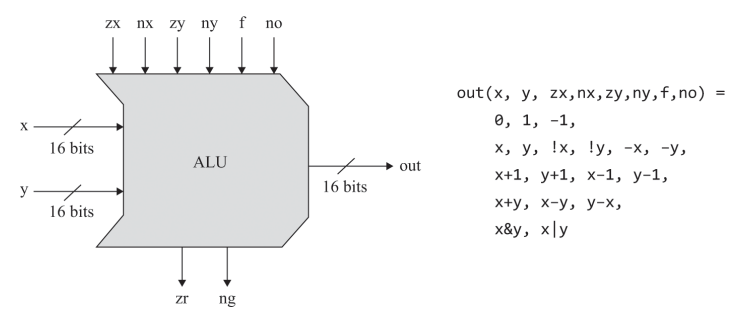 zx nx zy ny f no
x
16 bits
ALU
out
16 bits
y
16 bits
zr ng
out(x, y, zx,nx,zy,ny,f,no) =
0, 1, -1,
x, y, !x, !y, -x, -y,
x+1, y+1, x-1, y-1,
x+y, x-y, y-x,
x&y, x|y